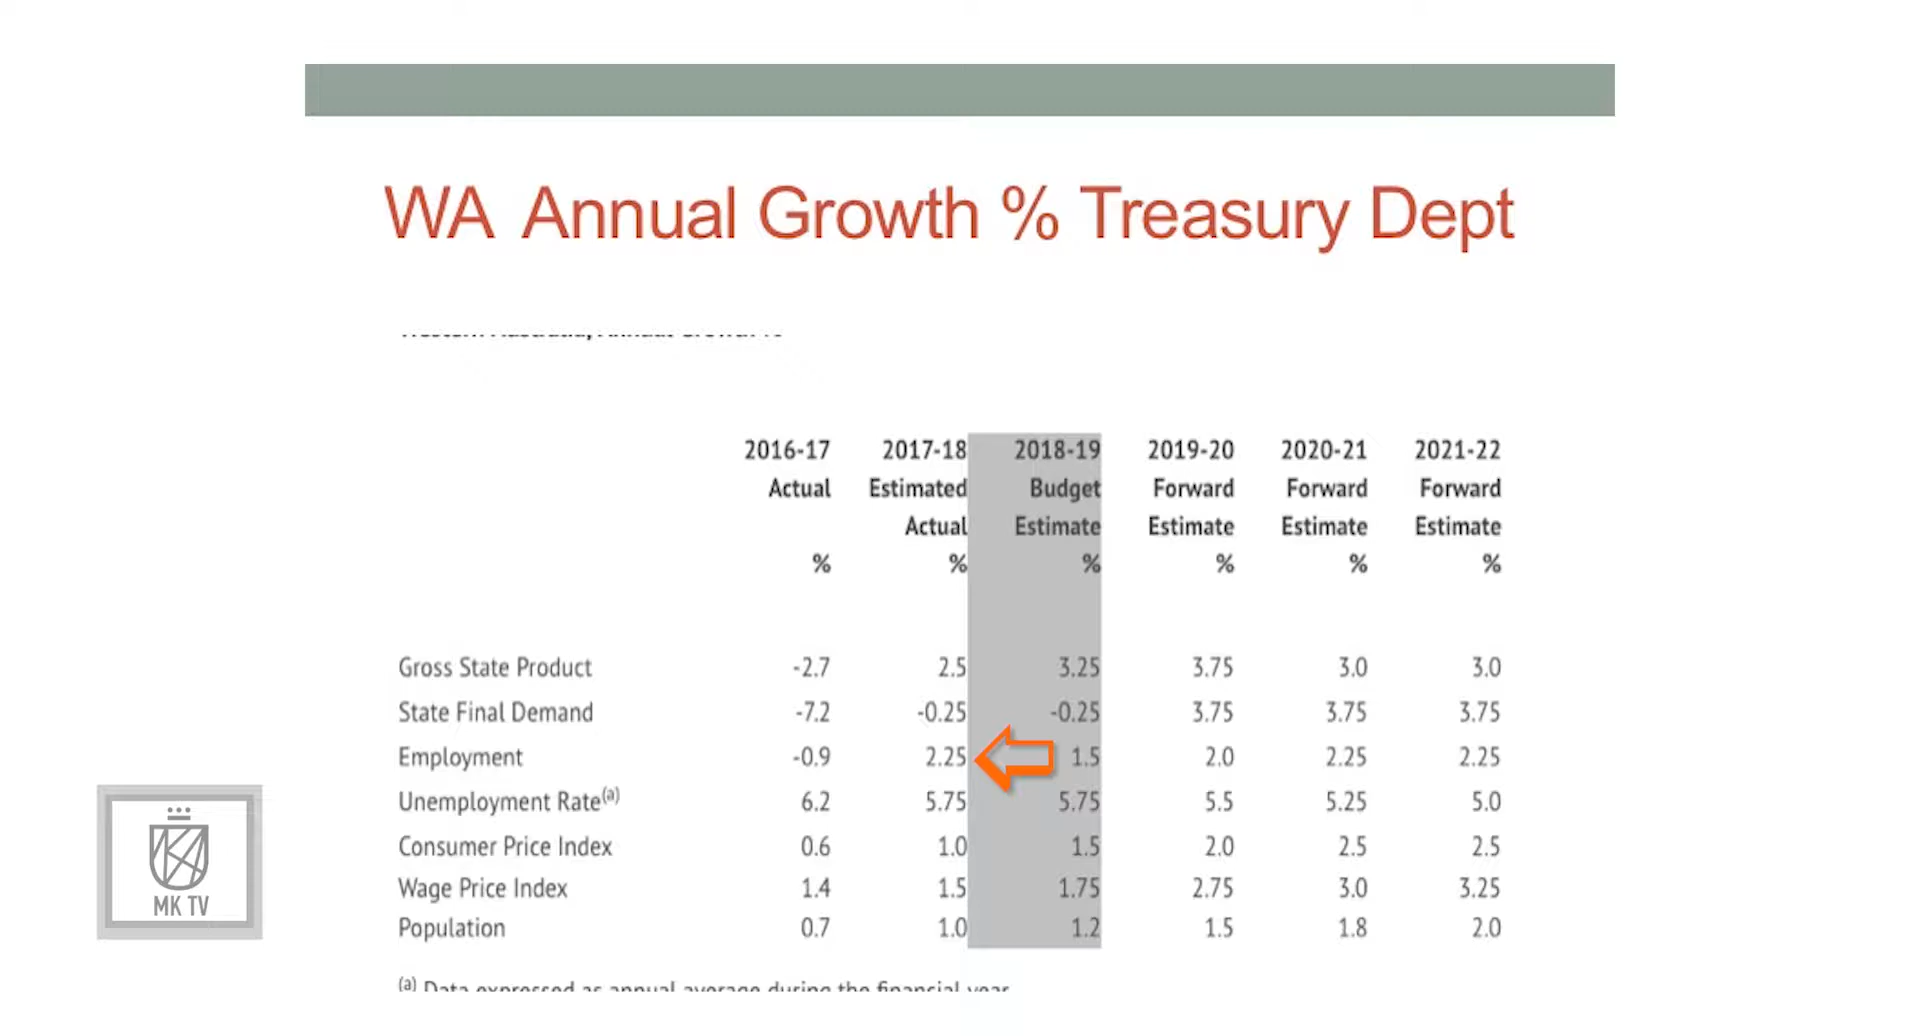 WA Annual Growth % Treasury Dept
Western Australia, Annual Growth %
2016-17 2017-18 2018-19 2019-20 2020-21 2021-22
Actual Estimated Budget Forward Forward Forward
Actual Estimate Estimate Estimate Estimate
% % % % % %
Gross State Product -2.7 2.5 3.25 3.75 3.0 3.0
State Final Demand -7.2 -0.25 -0.25 3.75 3.75 3.75
Employment -0.9 2.25 1.5 2.0 2.25 2.25
Unemployment Rate(a) 6.2 5.75 5.75 5.5 5.25 5.0
Consumer Price Index 0.6 1.0 1.5 2.0 2.5 2.5
Wage Price Index 1.4 1.5 1.75 2.75 3.0 3.25
Population 0.7 1.0 1.2 1.5 1.8 2.0
(a) Data expressed as annual average during the financial year
MK TV